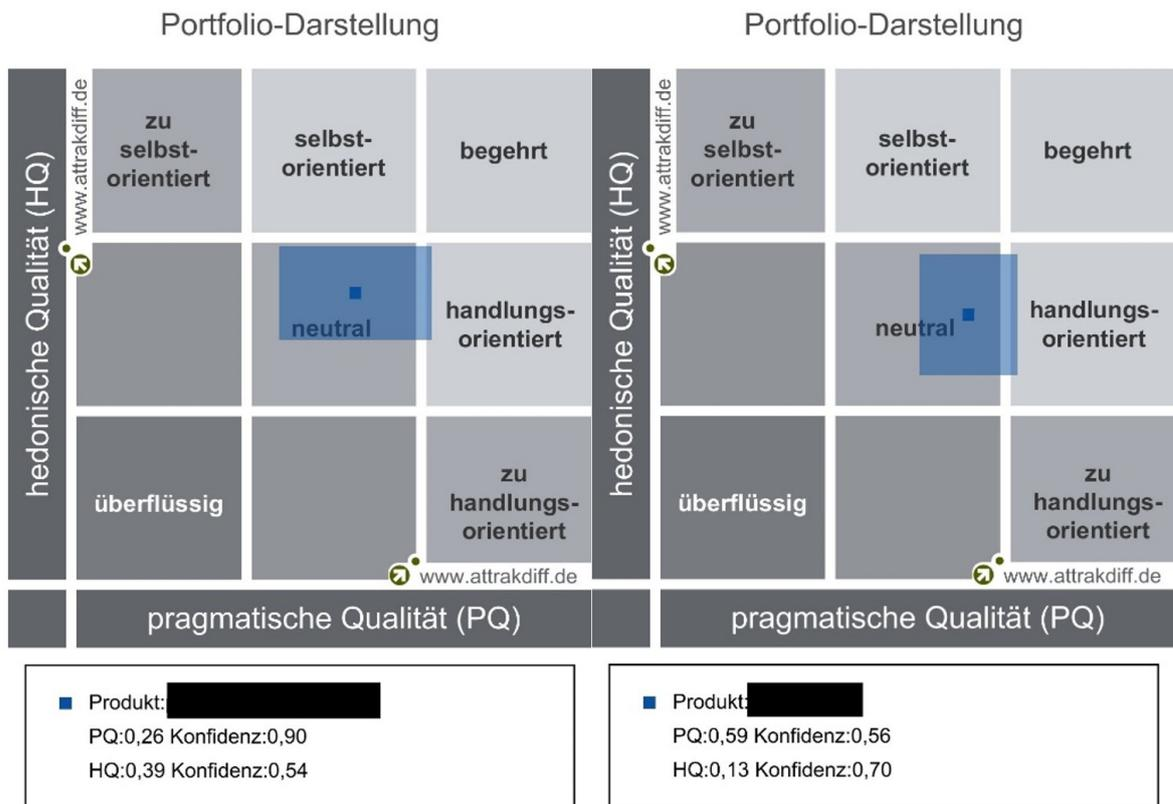 Portfolio-Darstellung
hedonische Qualität (HQ)
www.attrakdiff.de
zu
selbst-
orientiert
selbst-
orientiert
begehrt
neutral
handlungs-
orientiert
überflüssig
zu
handlungs-
orientiert
www.attrakdiff.de
pragmatische Qualität (PQ)
Produkt:
PQ:0,26 Konfidenz:0,90
HQ:0,39 Konfidenz:0,54
Portfolio-Darstellung
hedonische Qualität (HQ)
www.attrakdiff.de
zu
selbst-
orientiert
selbst-
orientiert
begehrt
neutral
handlungs-
orientiert
überflüssig
zu
handlungs-
orientiert
www.attrakdiff.de
pragmatische Qualität (PQ)
Produkt:
PQ:0,59 Konfidenz:0,56
HQ:0,13 Konfidenz:0,70